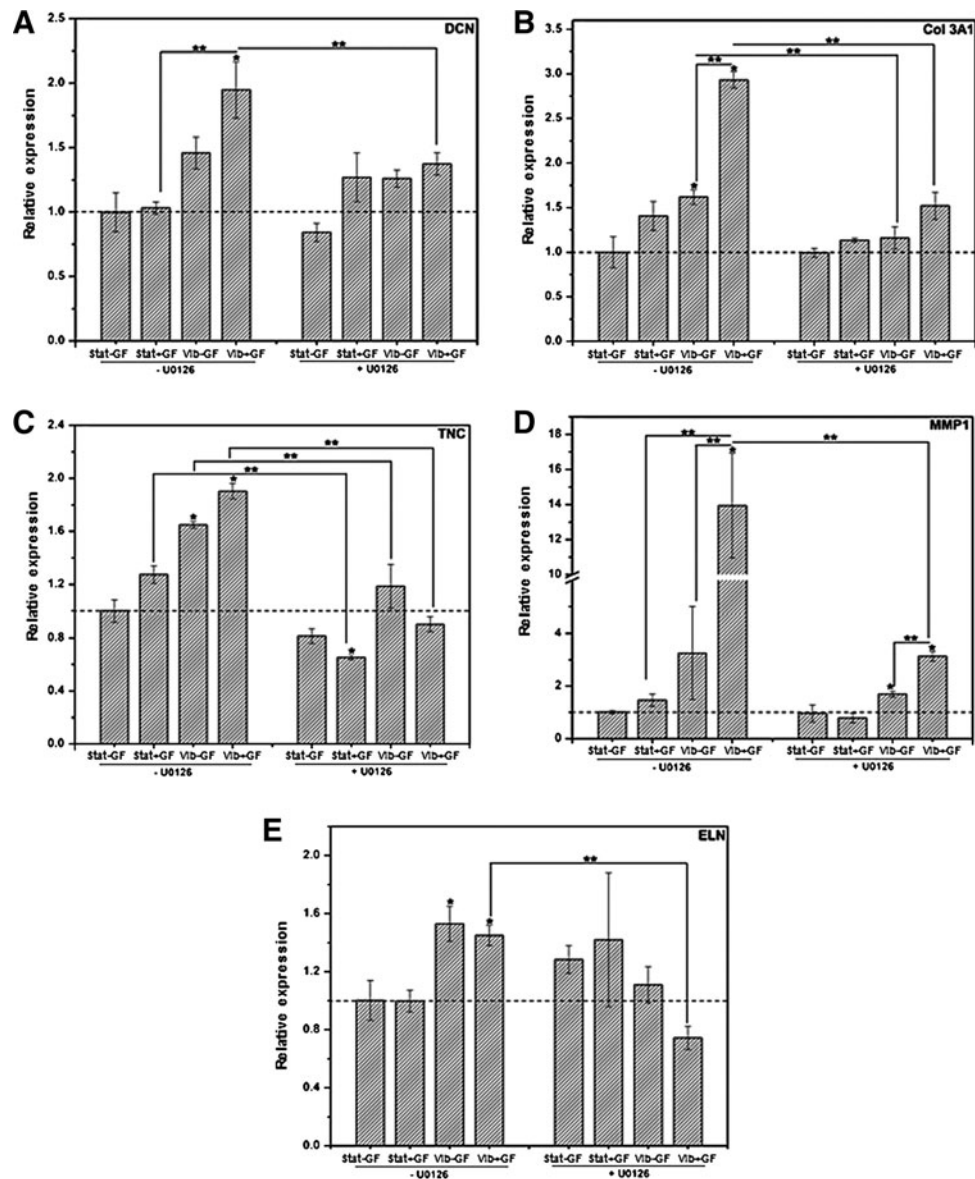 A
DCN
**
**
*
Relative expression
2.5
2.0
1.5
1.0
0.5
0.0
Stat-GF Stat+GF Vib-GF Vib+GF Stat-GF Stat+GF Vib-GF Vib+GF
- U0126 + U0126
B
Col 3A1
**
**
**
*
*
Relative expression
3.5
3.0
2.5
2.0
1.5
1.0
0.5
0.0
Stat-GF Stat+GF Vib-GF Vib+GF Stat-GF Stat+GF Vib-GF Vib+GF
- U0126 + U0126
C
TNC
**
**
**
*
*
*
Relative expression
2.4
2.0
1.6
1.2
0.8
0.4
0.0
Stat-GF Stat+GF Vib-GF Vib+GF Stat-GF Stat+GF Vib-GF Vib+GF
- U0126 + U0126
D
MMP1
**
**
**
*
**
*
*
Relative expression
18
16
14
12
10
4
2
0
Stat-GF Stat+GF Vib-GF Vib+GF Stat-GF Stat+GF Vib-GF Vib+GF
- U0126 + U0126
E
ELN
**
*
*
Relative expression
2.0
1.6
1.2
0.8
0.4
0.0
Stat-GF Stat+GF Vib-GF Vib+GF Stat-GF Stat+GF Vib-GF Vib+GF
- U0126 + U0126